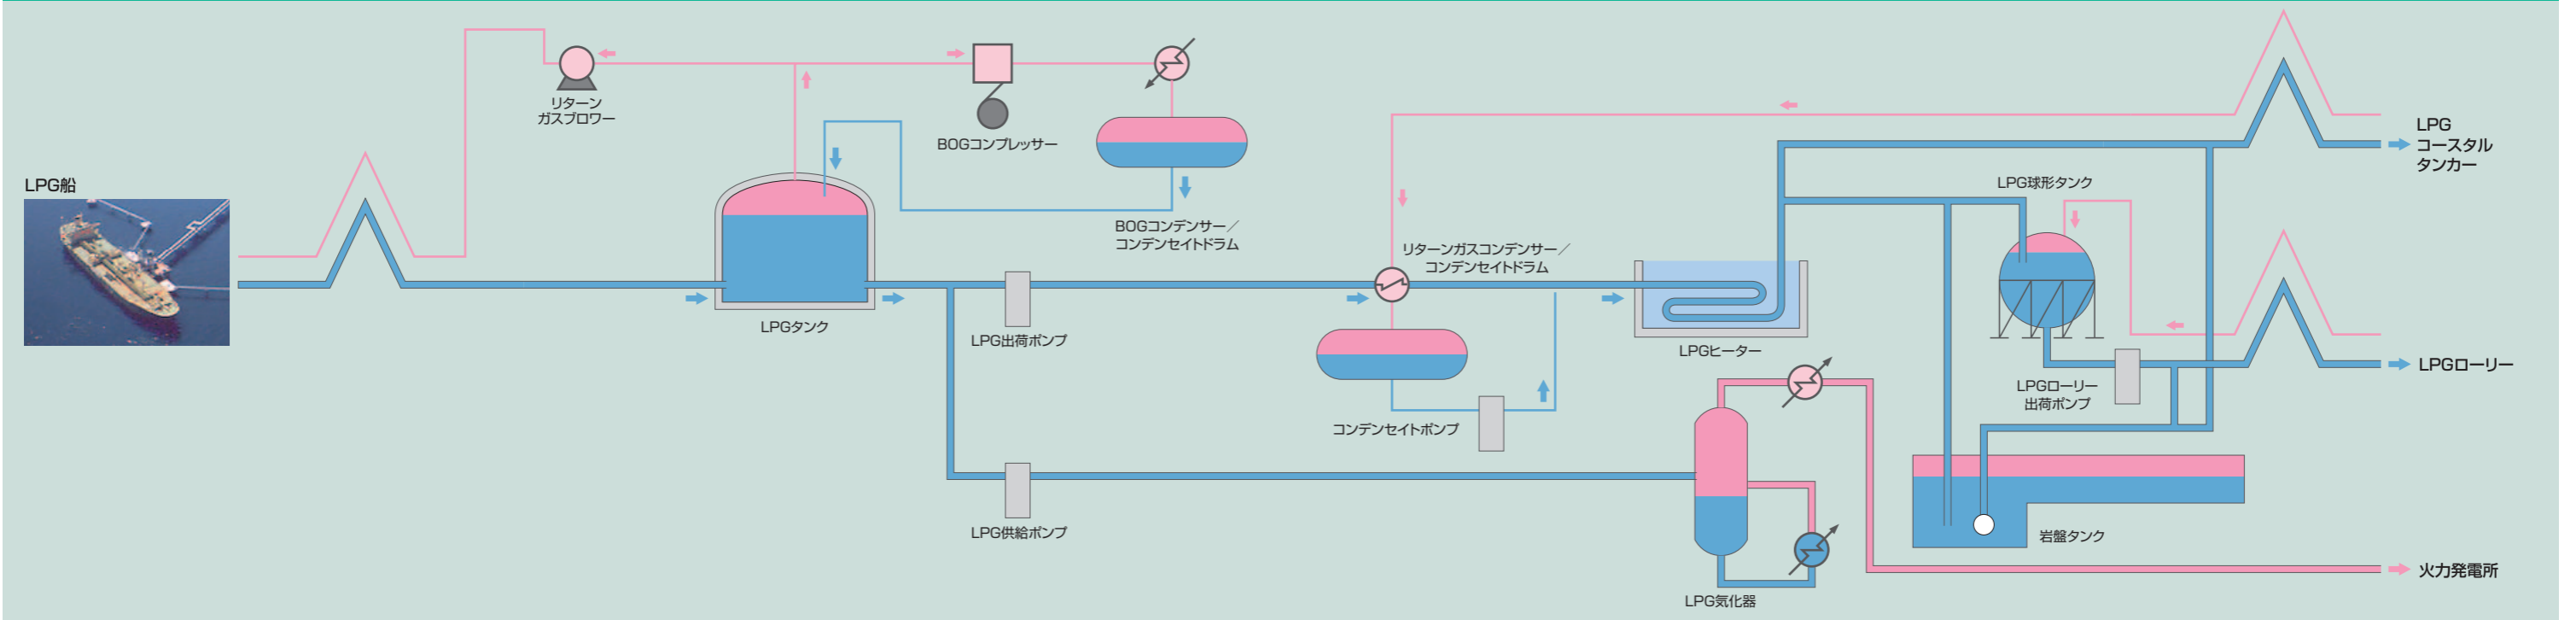 LPG船
リターン
ガスブロワー
BOGコンプレッサー
BOGコンデンサー／
コンデンセイトドラム
LPGタンク
LPG出荷ポンプ
LPG供給ポンプ
リターンガスコンデンサー／
コンデンセイトドラム
コンデンセイトポンプ
LPGヒーター
LPG気化器
LPG球形タンク
LPGローリー
出荷ポンプ
岩盤タンク
LPG
コースタル
タンカー
LPGローリー
火力発電所